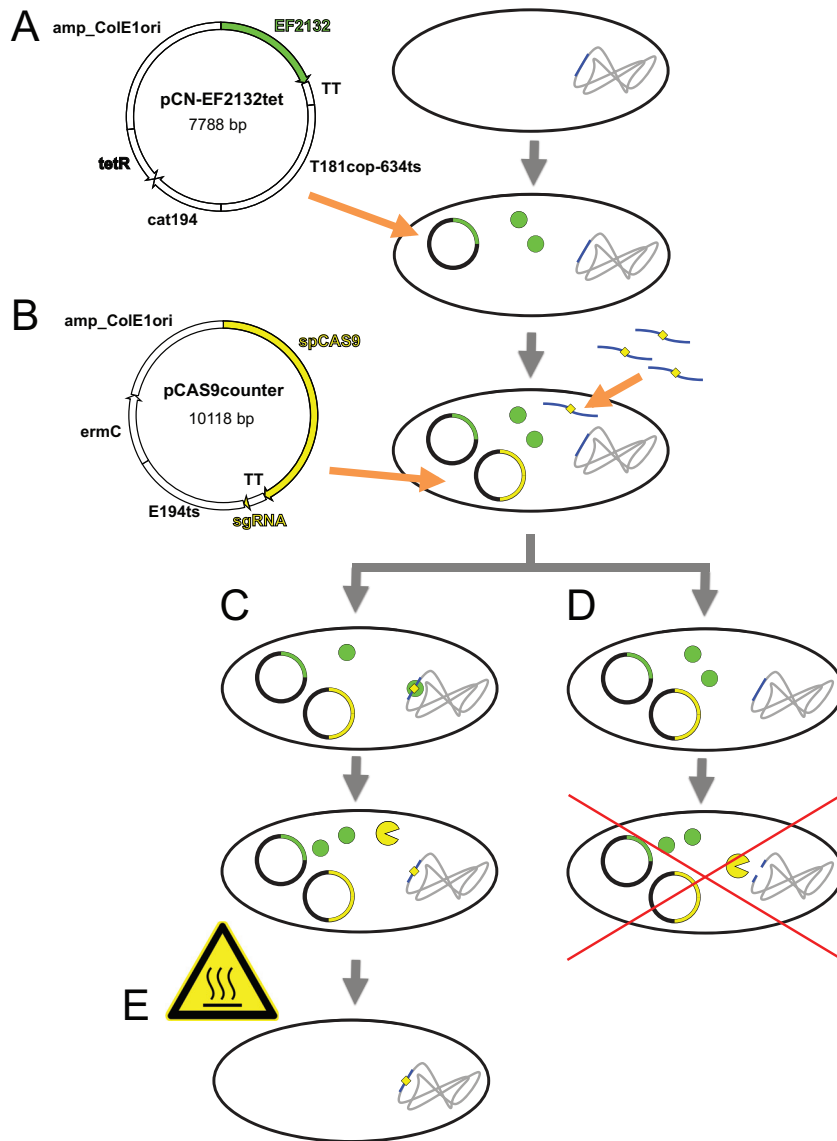 A
amp_ColE1ori
EF2132
TT
pCN-EF2132tet
7788 bp
tetR
T181cop-634ts
cat194
B
amp_ColE1ori
spCAS9
pCAS9counter
10118 bp
ermC
TT
E194ts
sgRNA
C
D
E